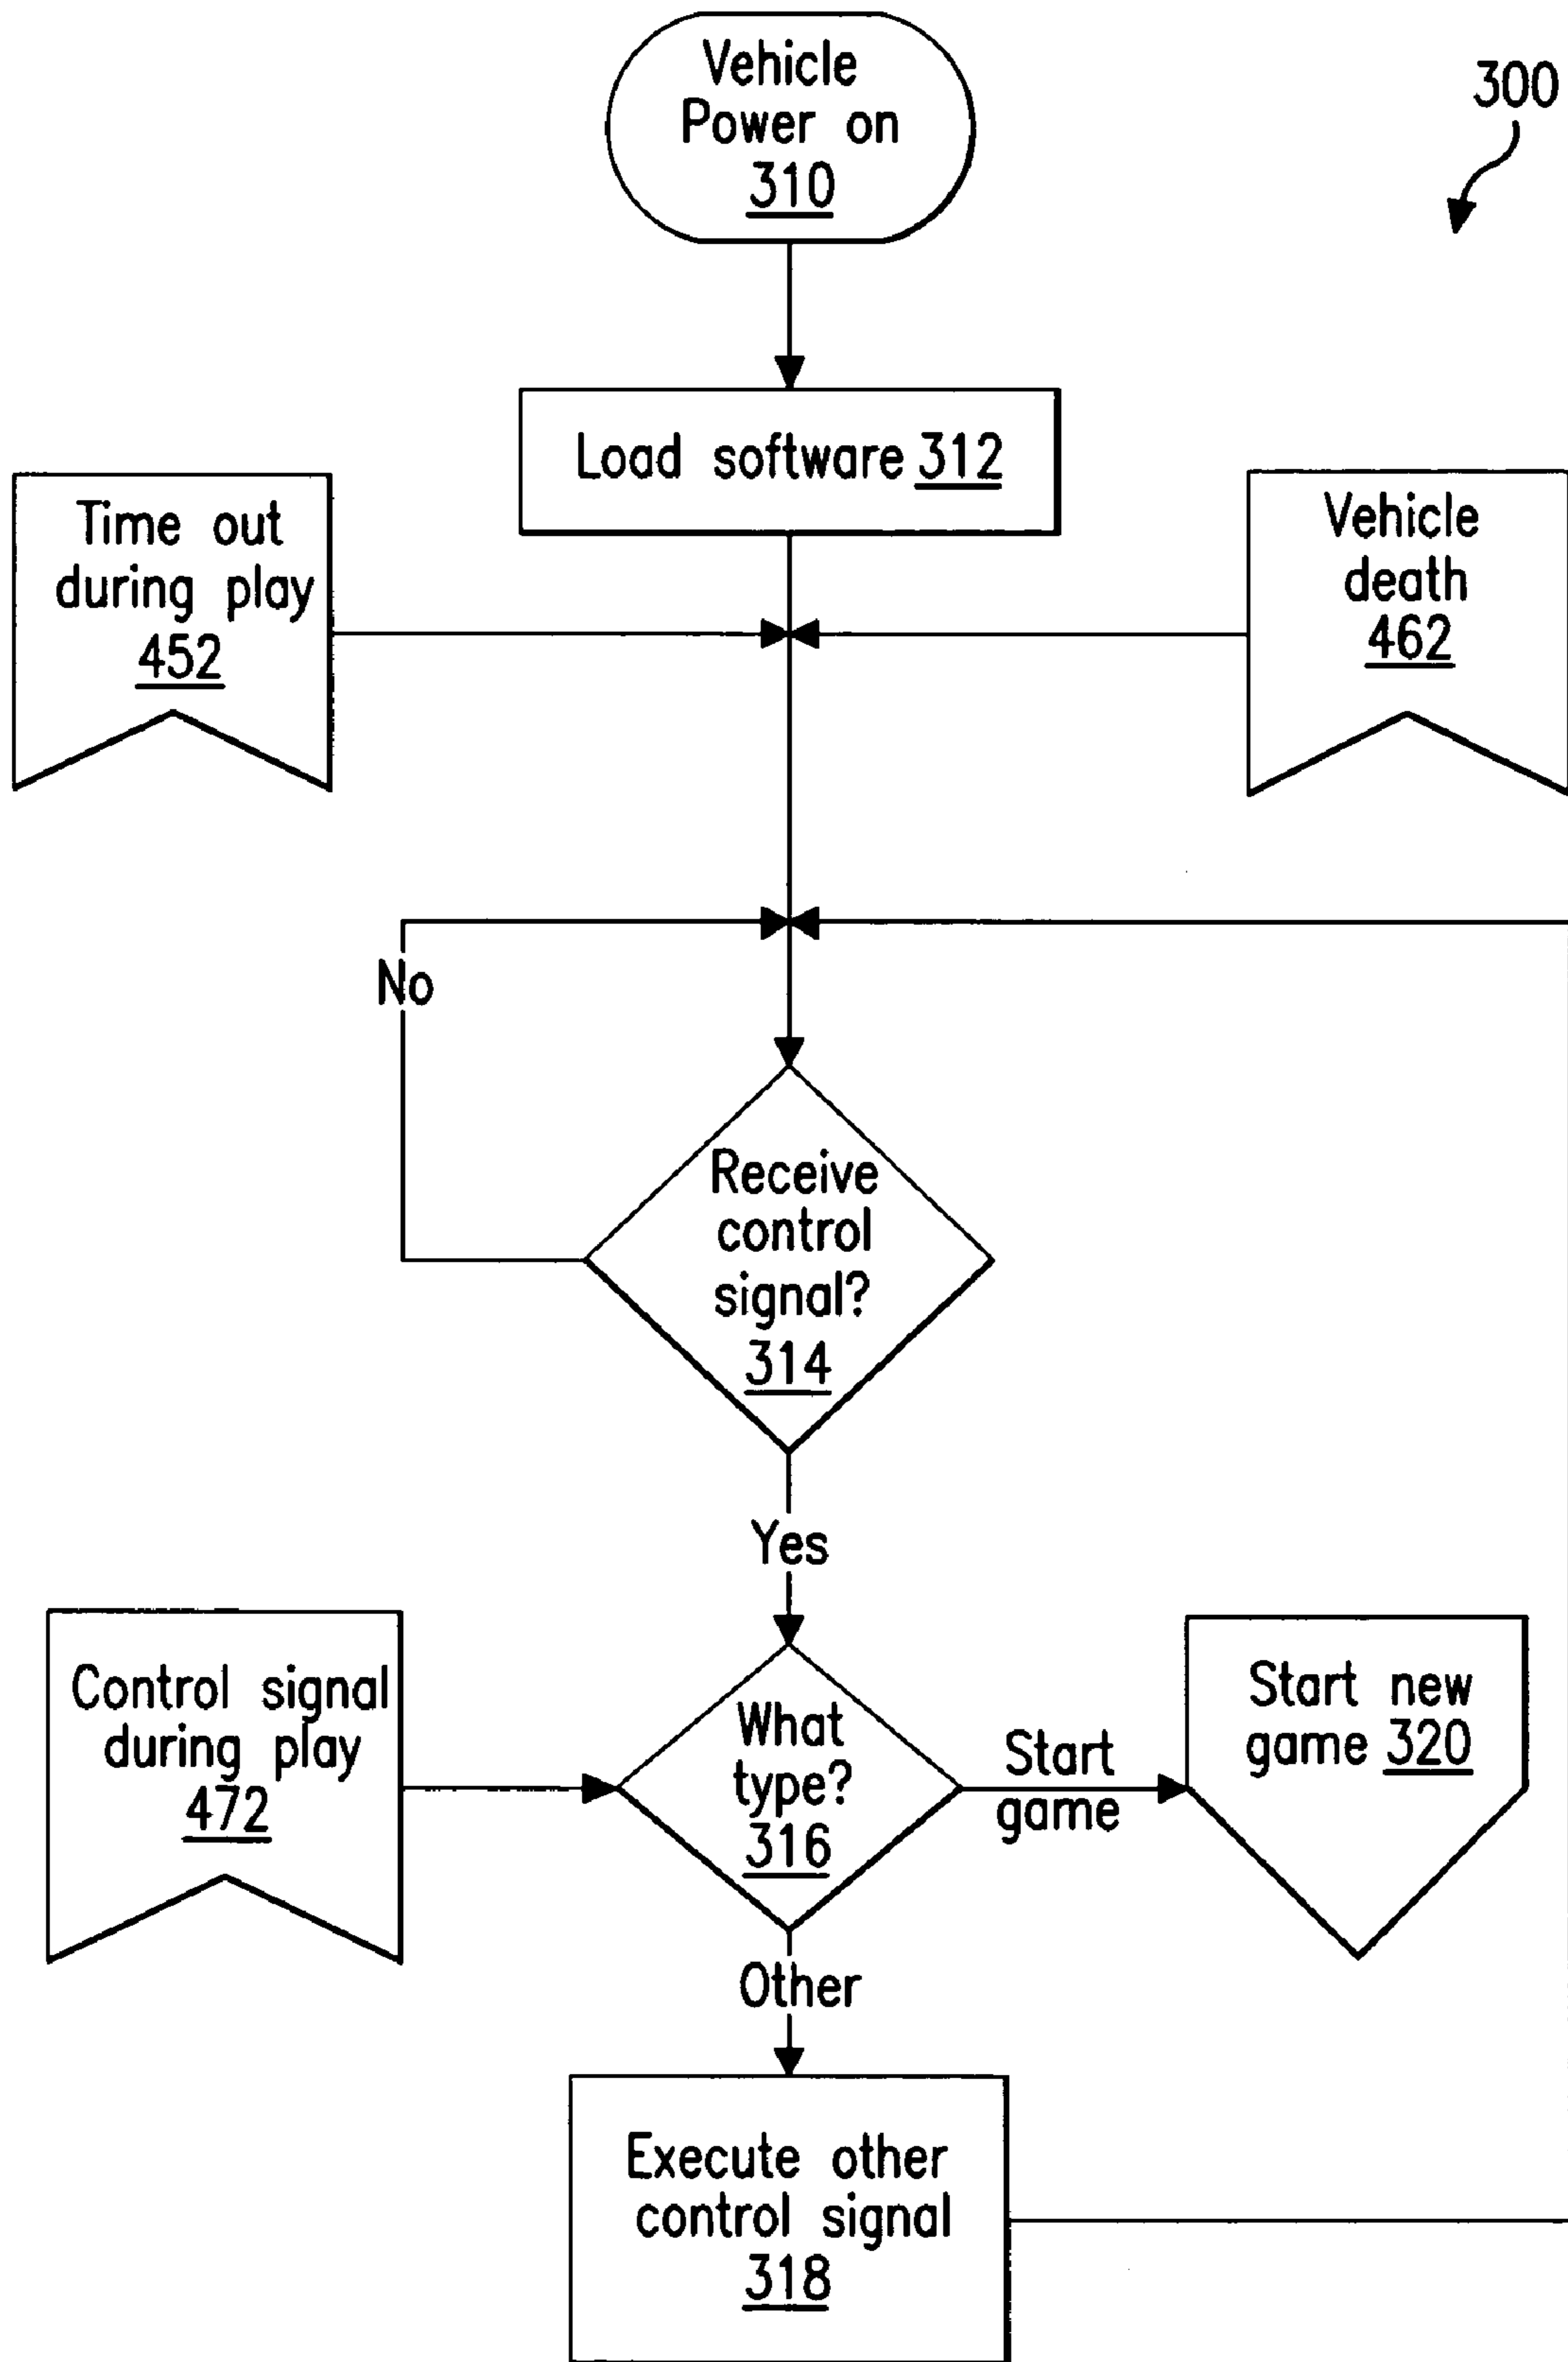 Vehicle
Power on
310
300
Load software 312
Time out
during play
452
Vehicle
death
462
No
Receive
control
signal?
314
Yes
Control signal
during play
472
What
type?
316
Start
game
Start new
game 320
Other
Execute other
control signal
318